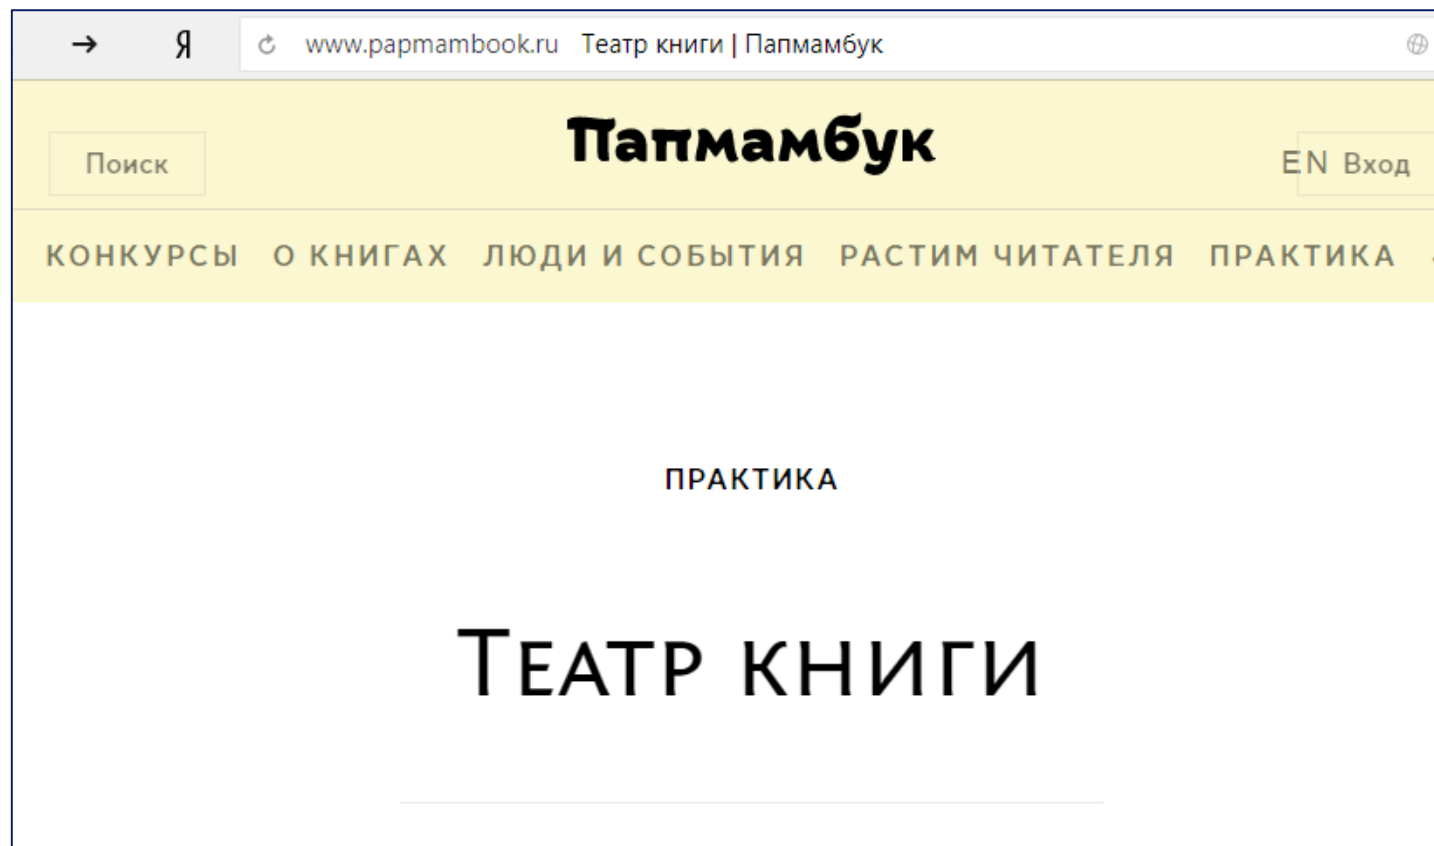 Я www.papmambook.ru Театр книги | Папмамбук
Папмамбук
Поиск EN Вход
КОНКУРСЫ О КНИГАХ ЛЮДИ И СОБЫТИЯ РАСТИМ ЧИТАТЕЛЯ ПРАКТИКА
ПРАКТИКА
ТЕАТР КНИГИ